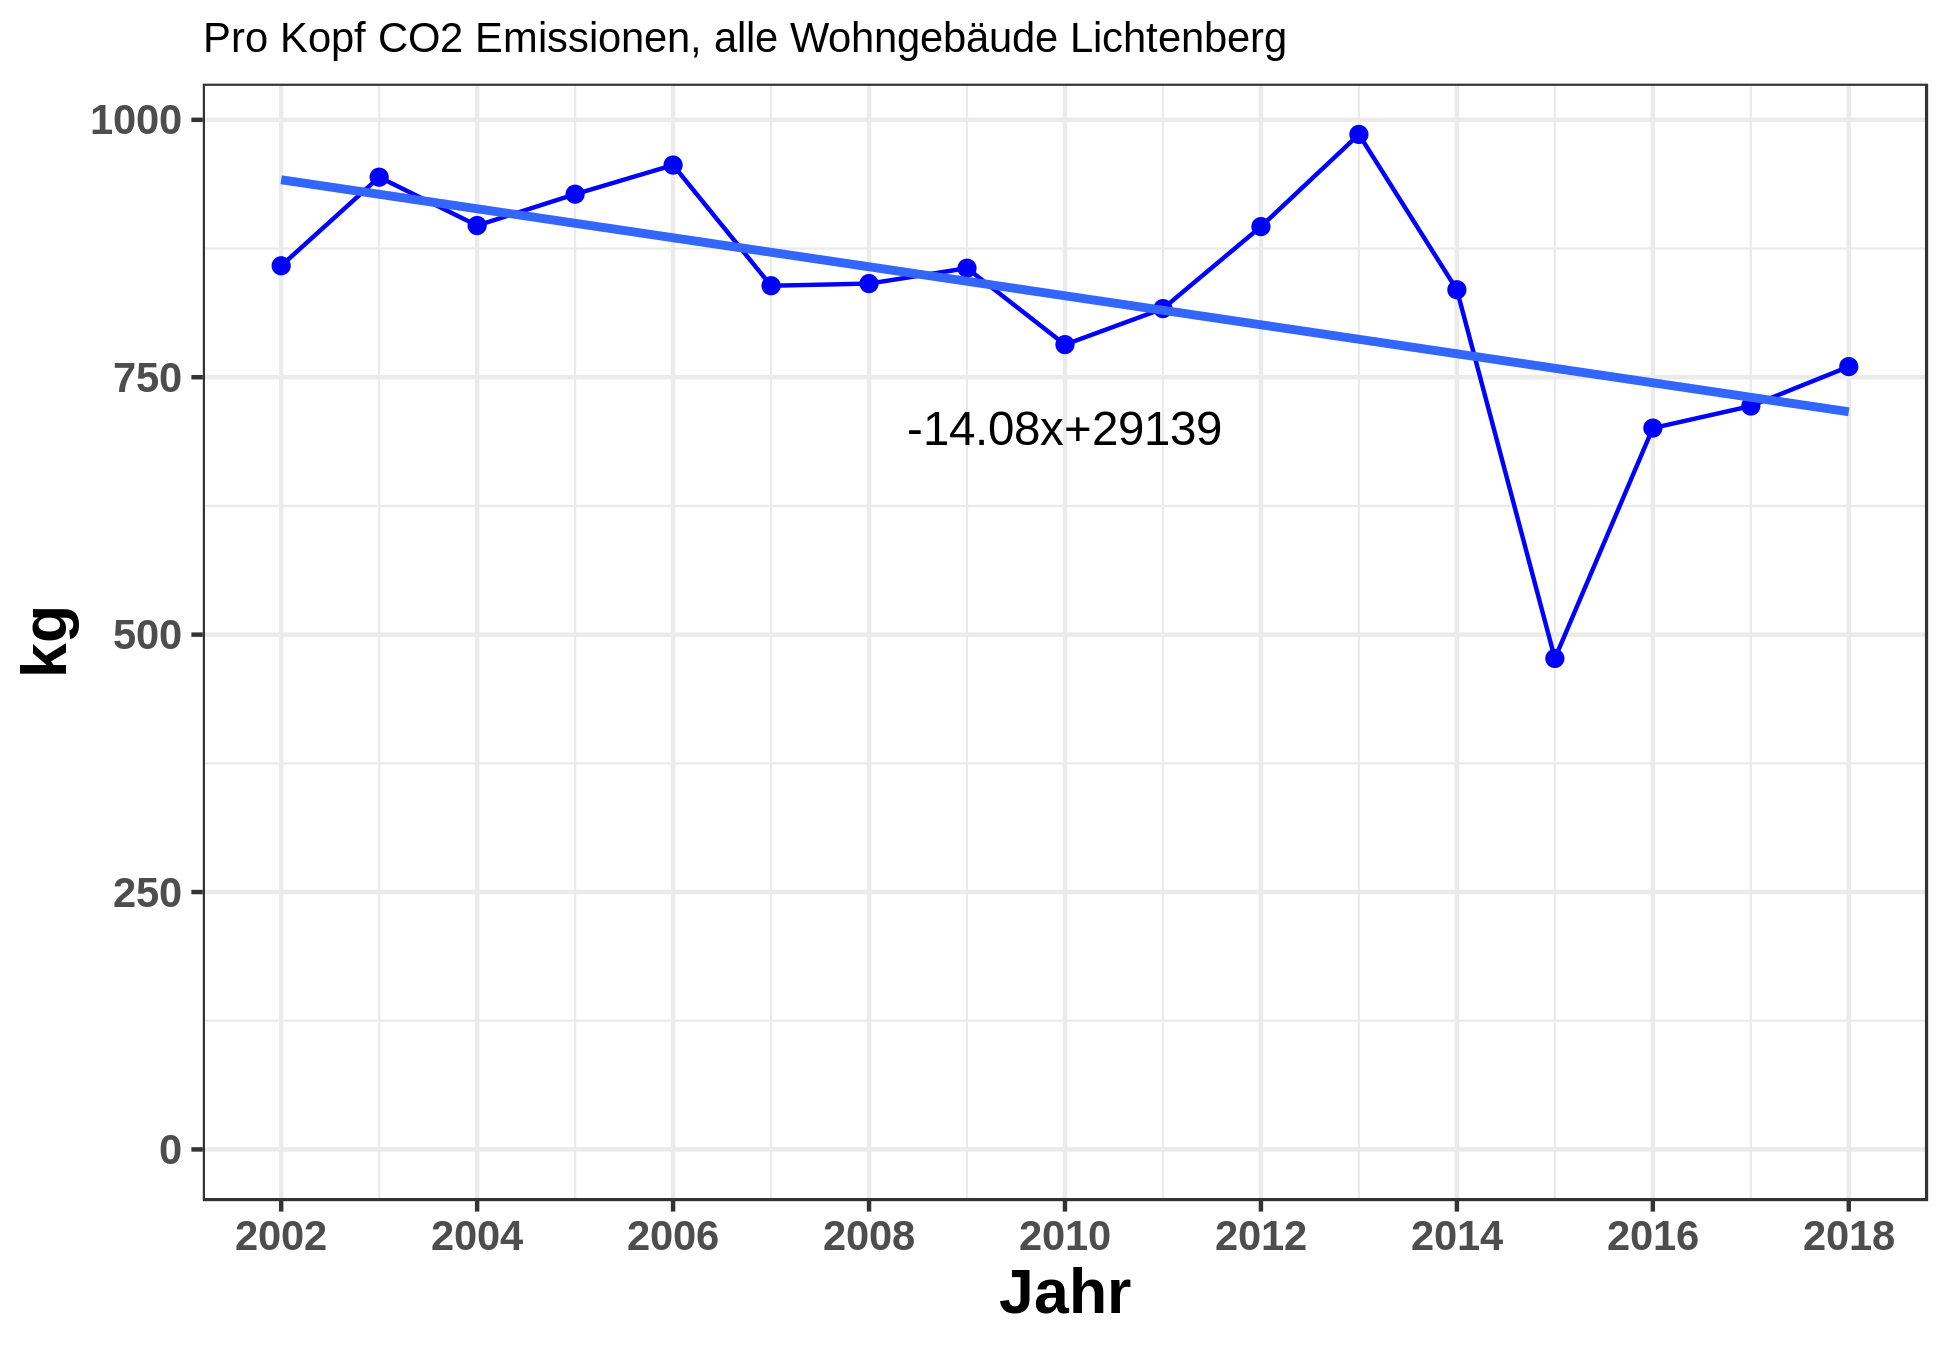 Pro Kopf CO2 Emissionen, alle Wohngebäude Lichtenberg
1000
750
500
250
0
kg
-14.08x+29139
2002 2004 2006 2008 2010 2012 2014 2016 2018
Jahr